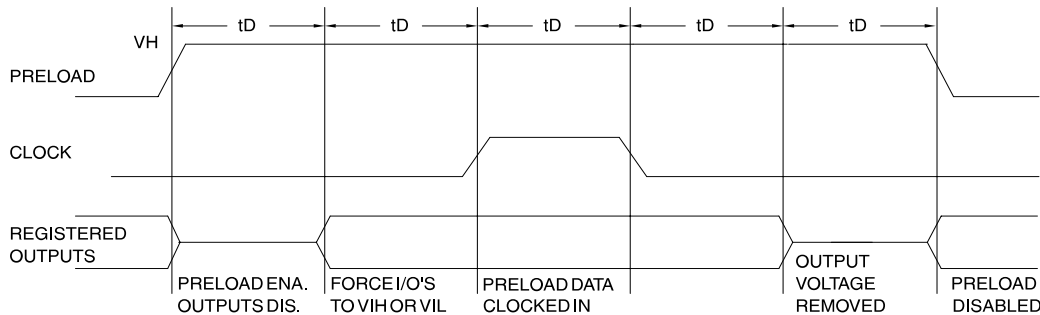 tD tD tD tD tD
VH
PRELOAD
CLOCK
REGISTERED
OUTPUTS
PRELOAD ENA.
OUTPUTS DIS.
FORCE I/O'S
TO VIH OR VIL
PRELOAD DATA
CLOCKED IN
OUTPUT
VOLTAGE
REMOVED
PRELOAD
DISABLED